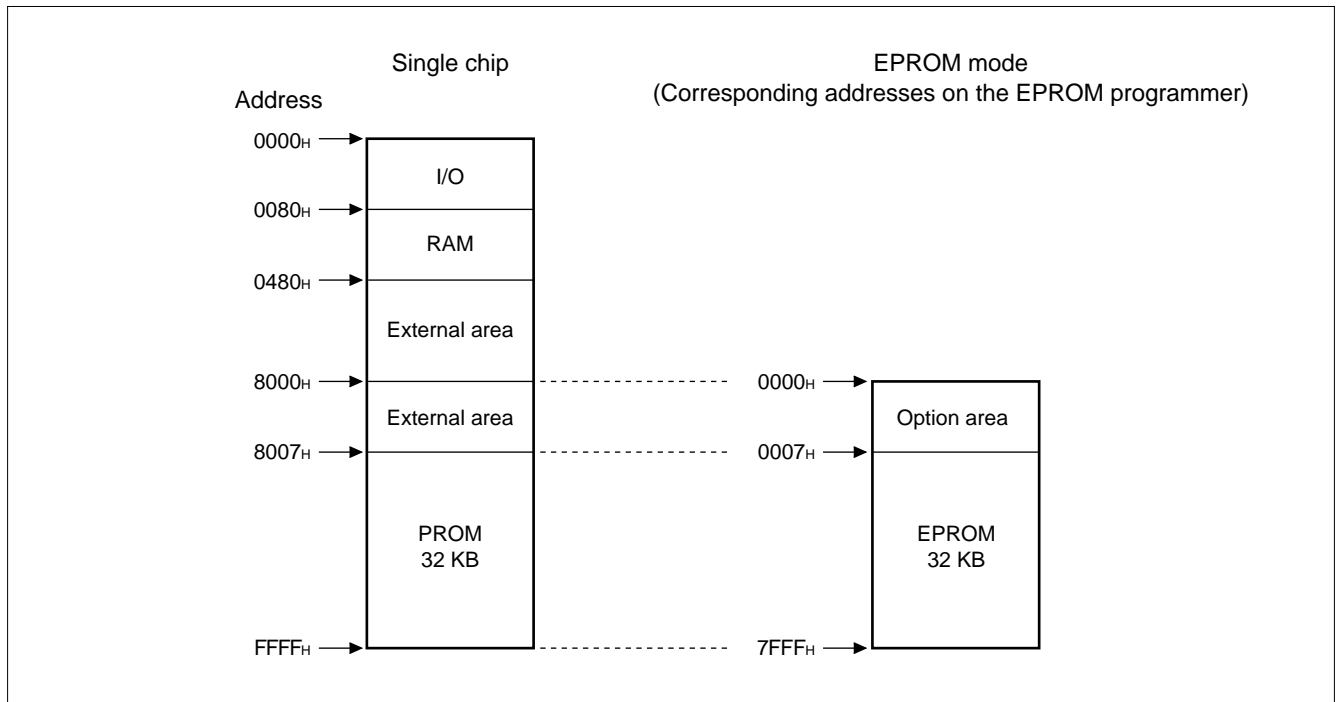 Single chip
EPROM mode
(Corresponding addresses on the EPROM programmer)
Address
0000H
I/O
0080H
RAM
0480H
External area
8000H
0000H
External area
Option area
8007H
0007H
PROM
32 KB
EPROM
32 KB
FFFFH
7FFFH